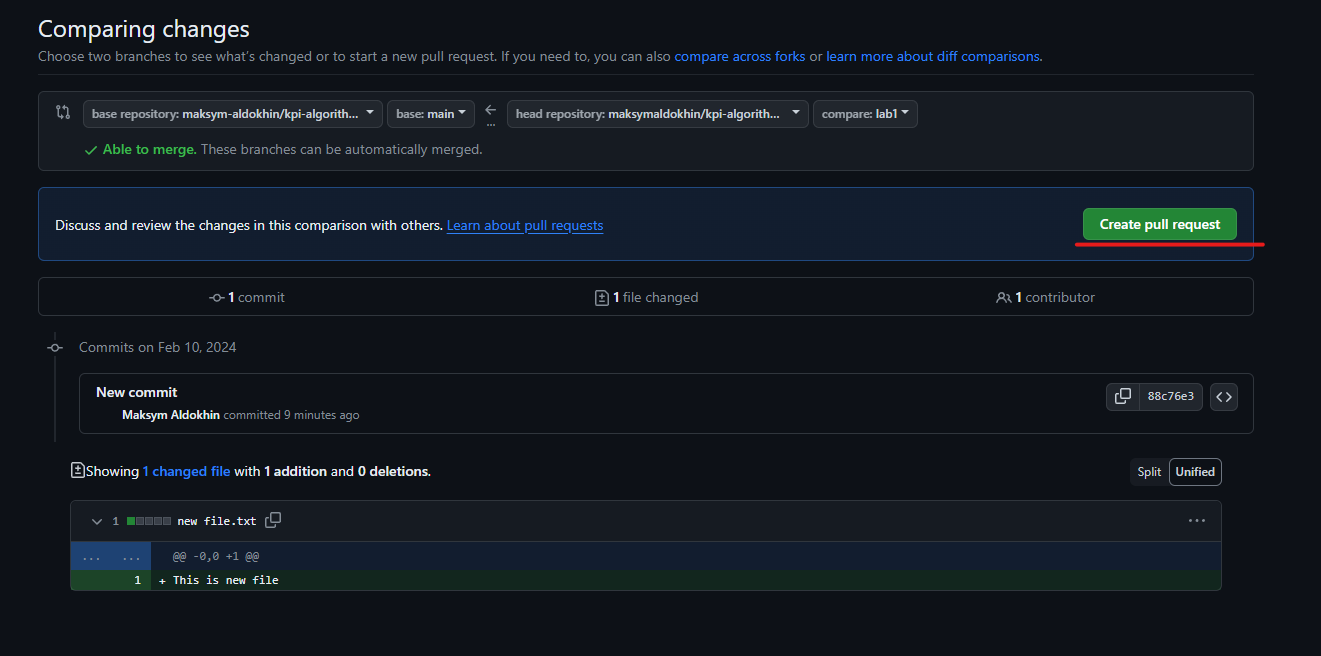 Comparing changes
Choose two branches to see what's changed or to start a new pull request. If you need to, you can also compare across forks or learn more about diff comparisons.
base repository: maksym-aldokhin/kpi-algorith... base: main ... head repository: maksymaldokhin/kpi-algorith... compare: lab1
Able to merge. These branches can be automatically merged.
Discuss and review the changes in this comparison with others. Learn about pull requests Create pull request
1 commit 1 file changed 1 contributor
Commits on Feb 10, 2024
New commit
88c76e3 <>
Maksym Aldokhin committed 9 minutes ago
Showing 1 changed file with 1 addition and 0 deletions. Split Unified
1 new file.txt ...
... ... @@ -0,0 +1 @@
1 + This is new file